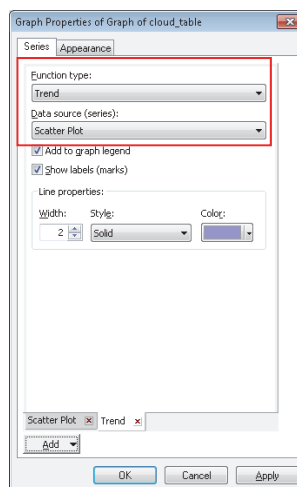 Graph Properties of Graph of cloud_table
Series Appearance
Function type:
Trend
Data source (series):
Scatter Plot
Add to graph legend
Show labels (marks)
Line properties:
Width: Style: Color:
2 Solid
Scatter Plot Trend
Add
OK Cancel Apply